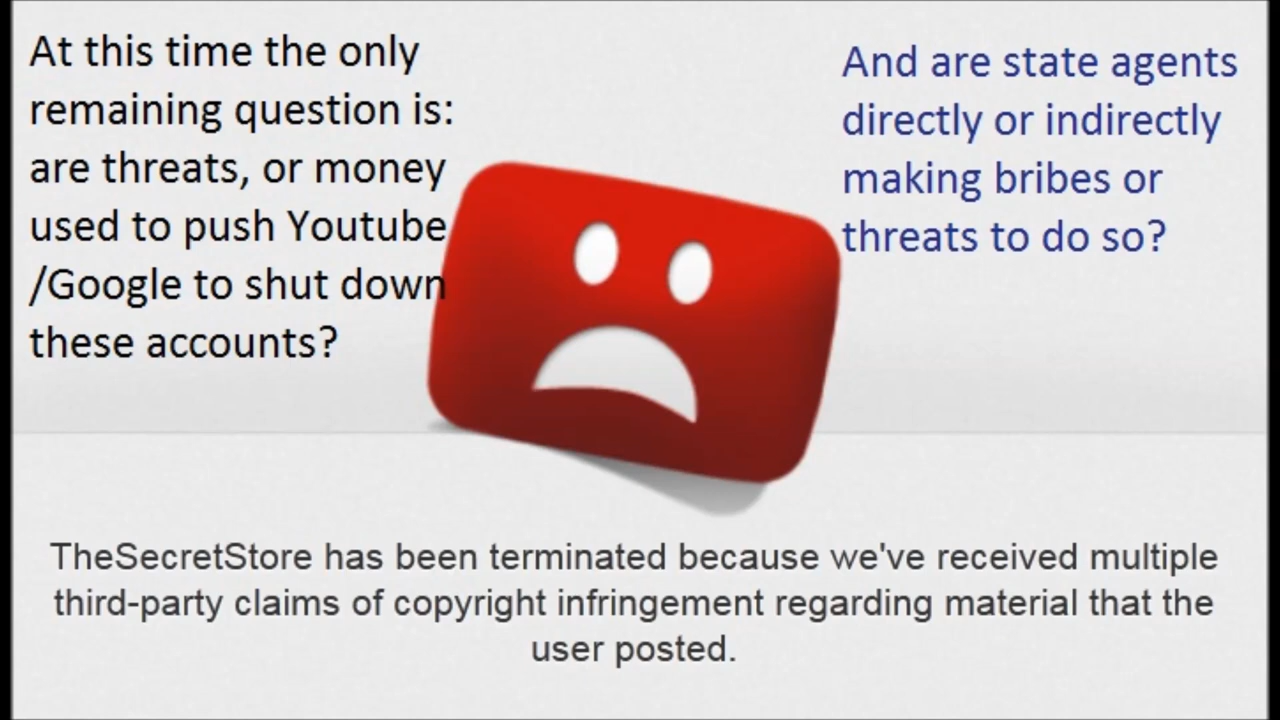 At this time the only
remaining question is:
are threats, or money
used to push Youtube
/Google to shut down
these accounts?
And are state agents
directly or indirectly
making bribes or
threats to do so?
TheSecretStore has been terminated because we've received multiple
third-party claims of copyright infringement regarding material that the
user posted.